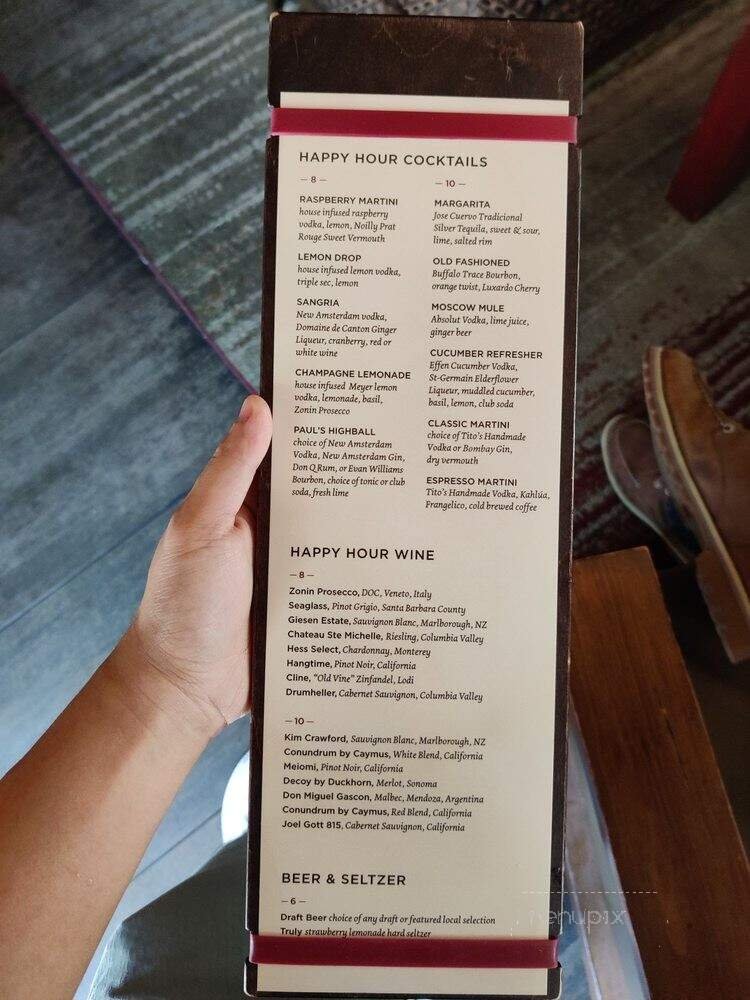 HAPPY HOUR COCKTAILS
— 8 —
RASPBERRY MARTINI
house infused raspberry
vodka, lemon, Noilly Prat
Rouge Sweet Vermouth
LEMON DROP
house infused lemon vodka,
triple sec, lemon
SANGRIA
New Amsterdam vodka,
Domaine de Canton Ginger
Liqueur, cranberry, red or
white wine
CHAMPAGNE LEMONADE
house infused Meyer lemon
vodka, lemonade, basil,
Zonin Prosecco
PAUL'S HIGHBALL
choice of New Amsterdam
Vodka, New Amsterdam Gin,
Don Q Rum, or Evan Williams
Bourbon, choice of tonic or club
soda, fresh lime
— 10 —
MARGARITA
Jose Cuervo Tradicional
Silver Tequila, sweet & sour,
lime, salted rim
OLD FASHIONED
Buffalo Trace Bourbon,
orange twist, Luxardo Cherry
MOSCOW MULE
Absolut Vodka, lime juice,
ginger beer
CUCUMBER REFRESHER
Effen Cucumber Vodka,
St-Germain Elderflower
Liqueur, muddled cucumber,
basil, lemon, club soda
CLASSIC MARTINI
choice of Tito's Handmade
Vodka or Bombay Gin,
dry vermouth
ESPRESSO MARTINI
Tito's Handmade Vodka, Kahlúa,
Frangelico, cold brewed coffee
HAPPY HOUR WINE
— 8 —
Zonin Prosecco, DOC, Veneto, Italy
Seaglass, Pinot Grigio, Santa Barbara County
Giesen Estate, Sauvignon Blanc, Marlborough, NZ
Chateau Ste Michelle, Riesling, Columbia Valley
Hess Select, Chardonnay, Monterey
Hangtime, Pinot Noir, California
Cline, "Old Vine" Zinfandel, Lodi
Drumheller, Cabernet Sauvignon, Columbia Valley
— 10 —
Kim Crawford, Sauvignon Blanc, Marlborough, NZ
Conundrum by Caymus, White Blend, California
Meiomi, Pinot Noir, California
Decoy by Duckhorn, Merlot, Sonoma
Don Miguel Gascon, Malbec, Mendoza, Argentina
Conundrum by Caymus, Red Blend, California
Joel Gott 815, Cabernet Sauvignon, California
BEER & SELTZER
— 6 —
Draft Beer choice of any draft or featured local selection
Truly strawberry lemonade hard seltzer
menupix